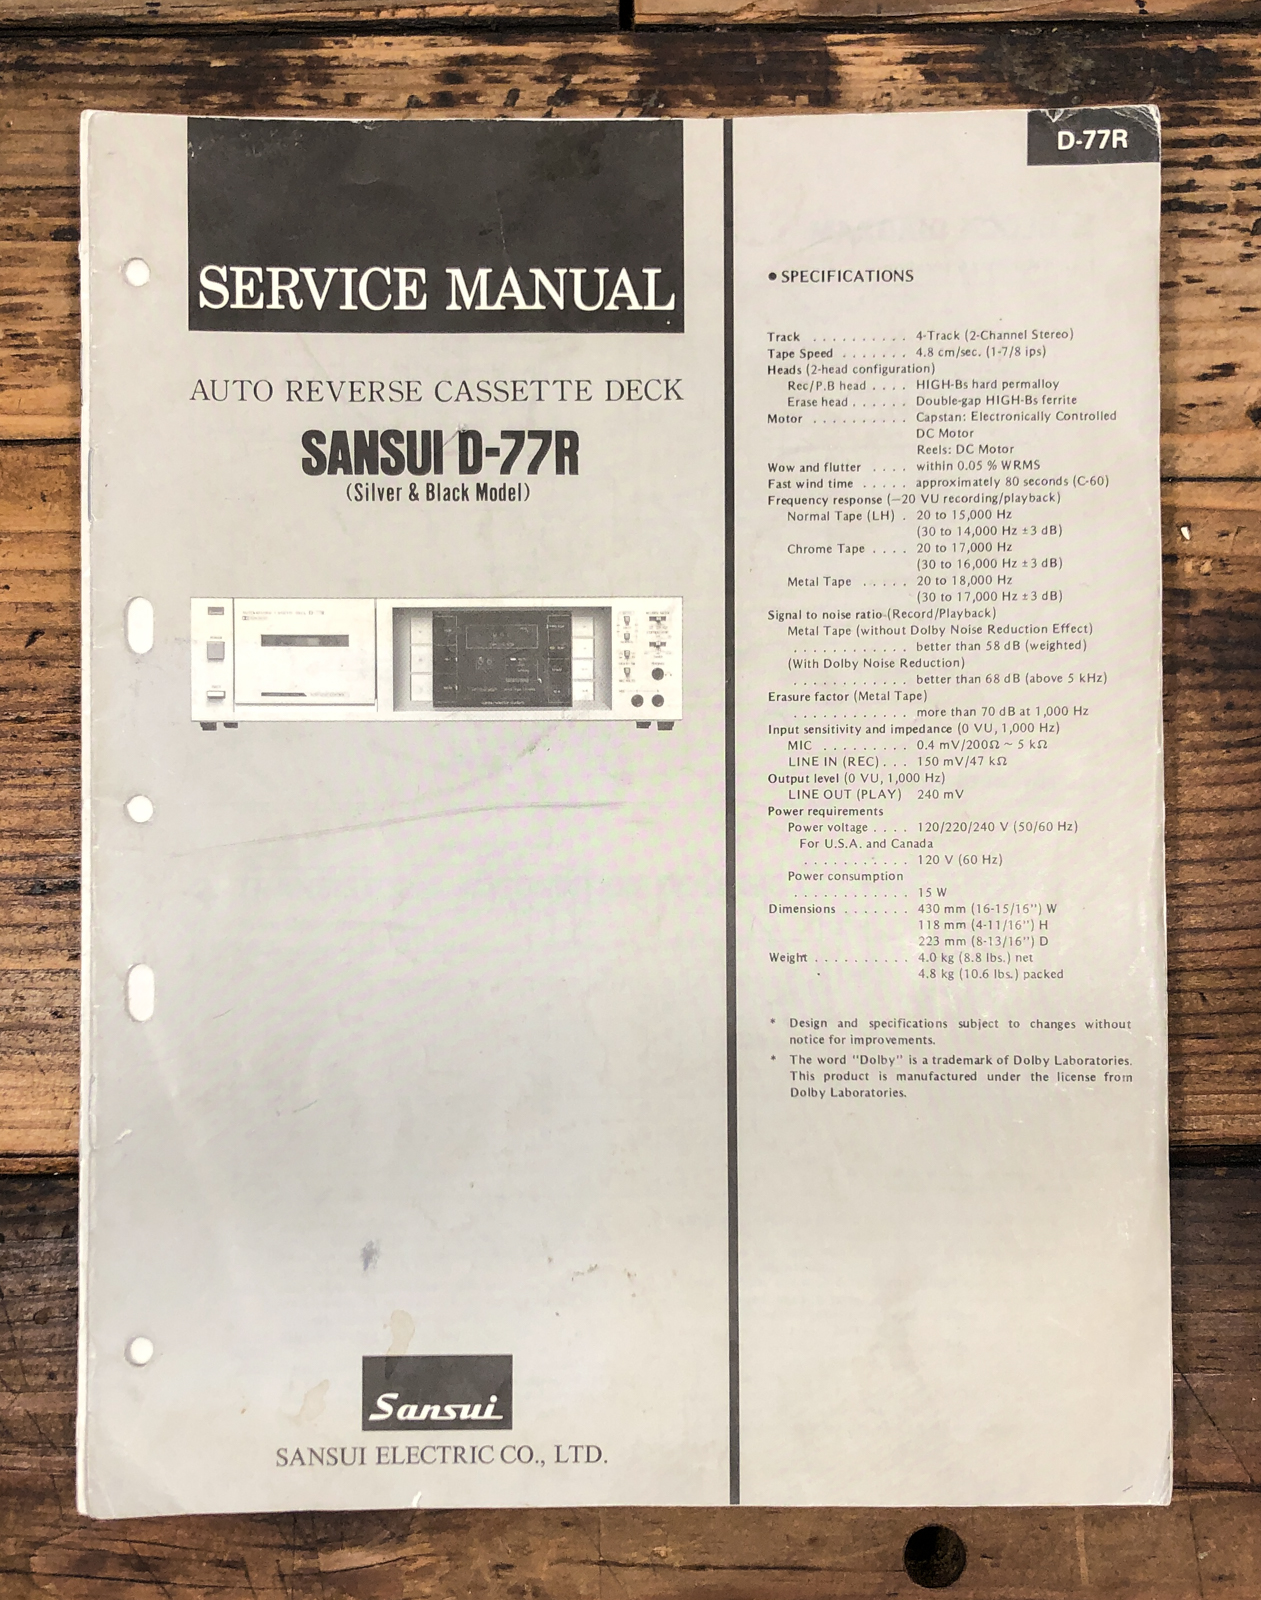 SERVICE MANUAL
AUTO REVERSE CASSETTE DECK
SANSUI D-77R
(Silver & Black Model)
Sansui
SANSUI ELECTRIC CO., LTD.
D-77R
● SPECIFICATIONS
Track . . . . . . . . . . 4-Track (2-Channel Stereo)
Tape Speed . . . . . . . 4.8 cm/sec. (1-7/8 ips)
Heads (2-head configuration)
Rec/P.B head . . . . HIGH-Bs hard permalloy
Erase head . . . . . . Double-gap HIGH-Bs ferrite
Motor . . . . . . . . . . Capstan: Electronically Controlled
DC Motor
Reels: DC Motor
Wow and flutter . . . . within 0.05 % WRMS
Fast wind time . . . . . approximately 80 seconds (C-60)
Frequency response (−20 VU recording/playback)
Normal Tape (LH) . 20 to 15,000 Hz
(30 to 14,000 Hz ±3 dB)
Chrome Tape . . . . 20 to 17,000 Hz
(30 to 16,000 Hz ±3 dB)
Metal Tape . . . . . 20 to 18,000 Hz
(30 to 17,000 Hz ±3 dB)
Signal to noise ratio (Record/Playback)
Metal Tape (without Dolby Noise Reduction Effect)
. . . . . . . . . . . . better than 58 dB (weighted)
(With Dolby Noise Reduction)
. . . . . . . . . . . . better than 68 dB (above 5 kHz)
Erasure factor (Metal Tape)
. . . . . . . . . . . . more than 70 dB at 1,000 Hz
Input sensitivity and impedance (0 VU, 1,000 Hz)
MIC . . . . . . . . . 0.4 mV/200Ω ~ 5 kΩ
LINE IN (REC) . . . 150 mV/47 kΩ
Output level (0 VU, 1,000 Hz)
LINE OUT (PLAY) 240 mV
Power requirements
Power voltage . . . . 120/220/240 V (50/60 Hz)
For U.S.A. and Canada
. . . . . . . . . . . 120 V (60 Hz)
Power consumption
. . . . . . . . . . . . 15 W
Dimensions . . . . . . . 430 mm (16-15/16") W
118 mm (4-11/16") H
223 mm (8-13/16") D
Weight . . . . . . . . . . 4.0 kg (8.8 lbs.) net
4.8 kg (10.6 lbs.) packed
* Design and specifications subject to changes without
notice for improvements.
* The word "Dolby" is a trademark of Dolby Laboratories.
This product is manufactured under the license from
Dolby Laboratories.